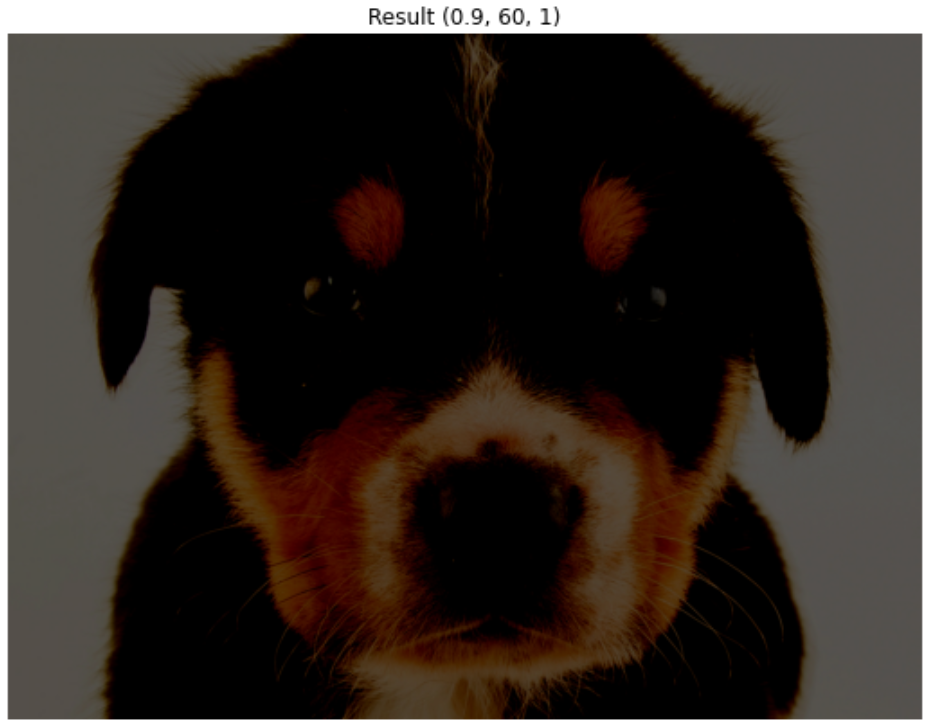 Result (0.9, 60, 1)